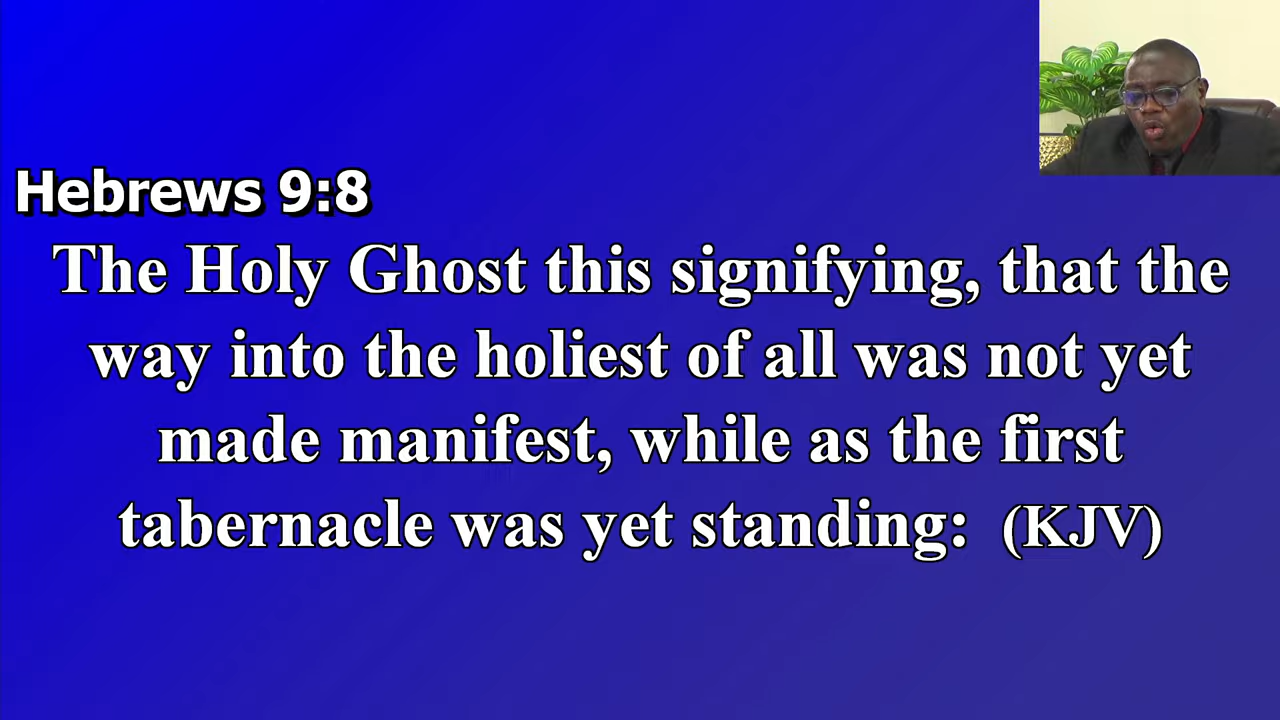 Hebrews 9:8
The Holy Ghost this signifying, that the
way into the holiest of all was not yet
made manifest, while as the first
tabernacle was yet standing: (KJV)